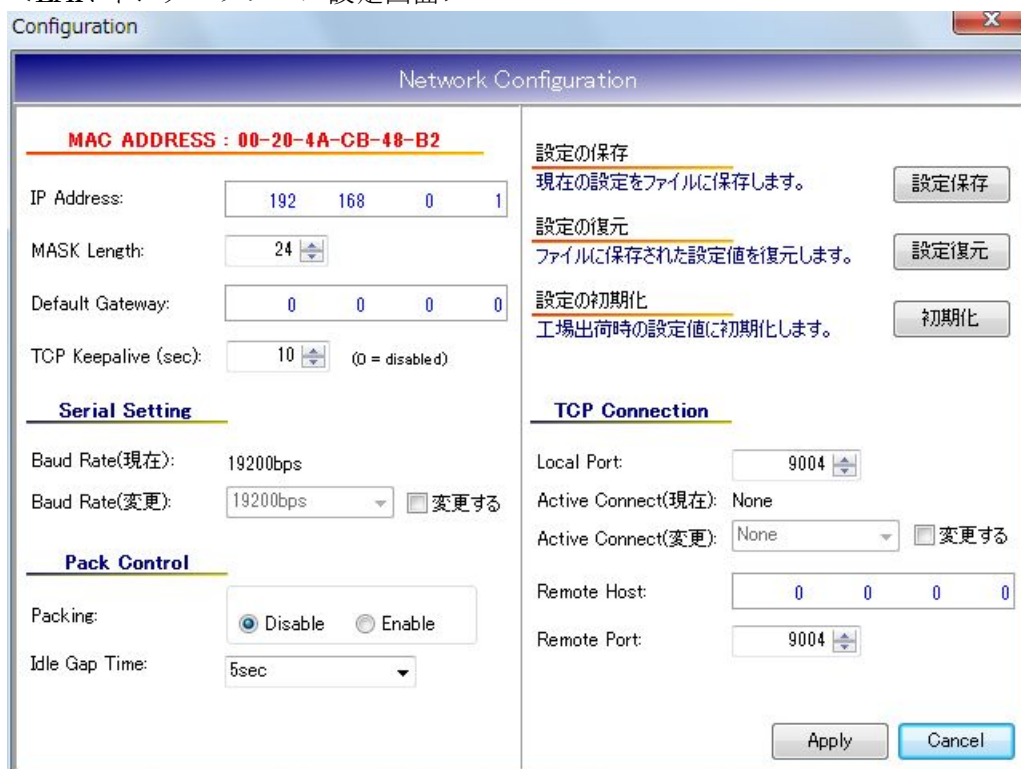 Configuration
Network Configuration
MAC ADDRESS : 00-20-4A-CB-48-B2
IP Address: 192 168 0 1
MASK Length: 24
Default Gateway: 0 0 0 0
TCP Keepalive (sec): 10 (0 = disabled)
Serial Setting
Baud Rate(現在): 19200bps
Baud Rate(変更): 19200bps 変更する
Pack Control
Packing: Disable Enable
Idle Gap Time: 5sec
設定の保存
現在の設定をファイルに保存します。 設定保存
設定の復元
ファイルに保存された設定値を復元します。 設定復元
設定の初期化
工場出荷時の設定値に初期化します。 初期化
TCP Connection
Local Port: 9004
Active Connect(現在): None
Active Connect(変更): None 変更する
Remote Host: 0 0 0 0
Remote Port: 9004
Apply Cancel